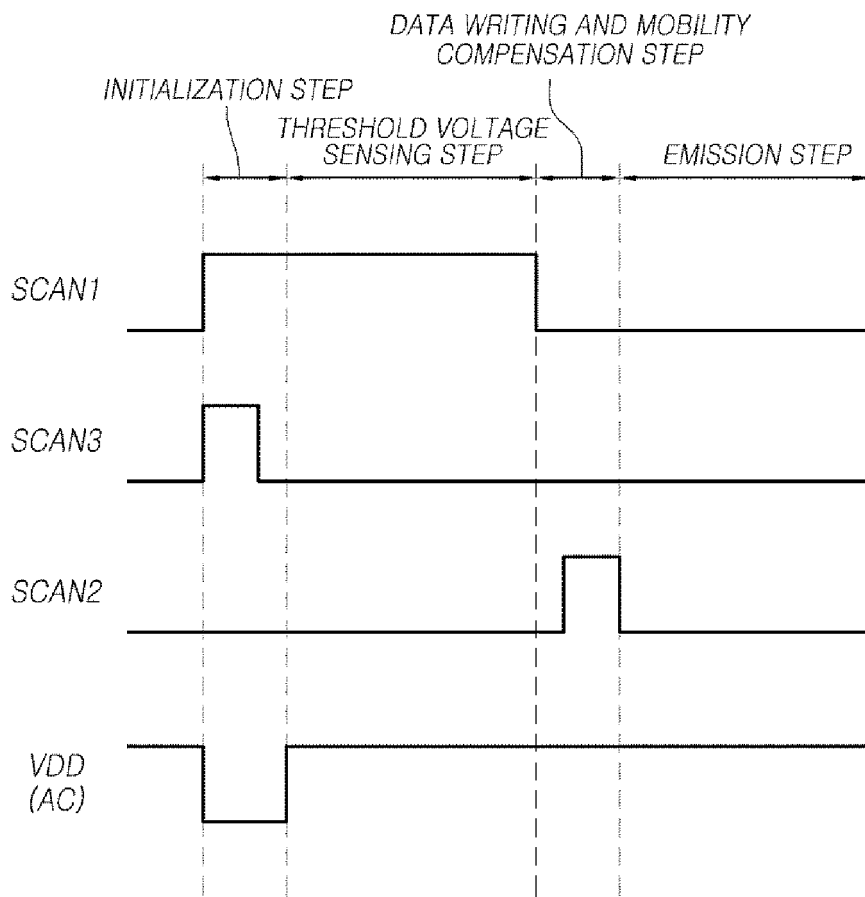 DATA WRITING AND MOBILITY
COMPENSATION STEP
INITIALIZATION STEP
THRESHOLD VOLTAGE
SENSING STEP
EMISSION STEP
SCAN1
SCAN3
SCAN2
VDD
(AC)